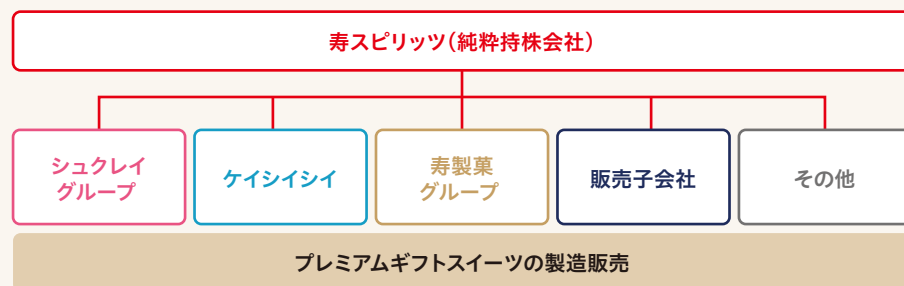 寿スピリッツ（純粋持株会社）
シュクレイ
グループ
ケイシイシイ
寿製菓
グループ
販売子会社
その他
プレミアムギフトスイーツの製造販売